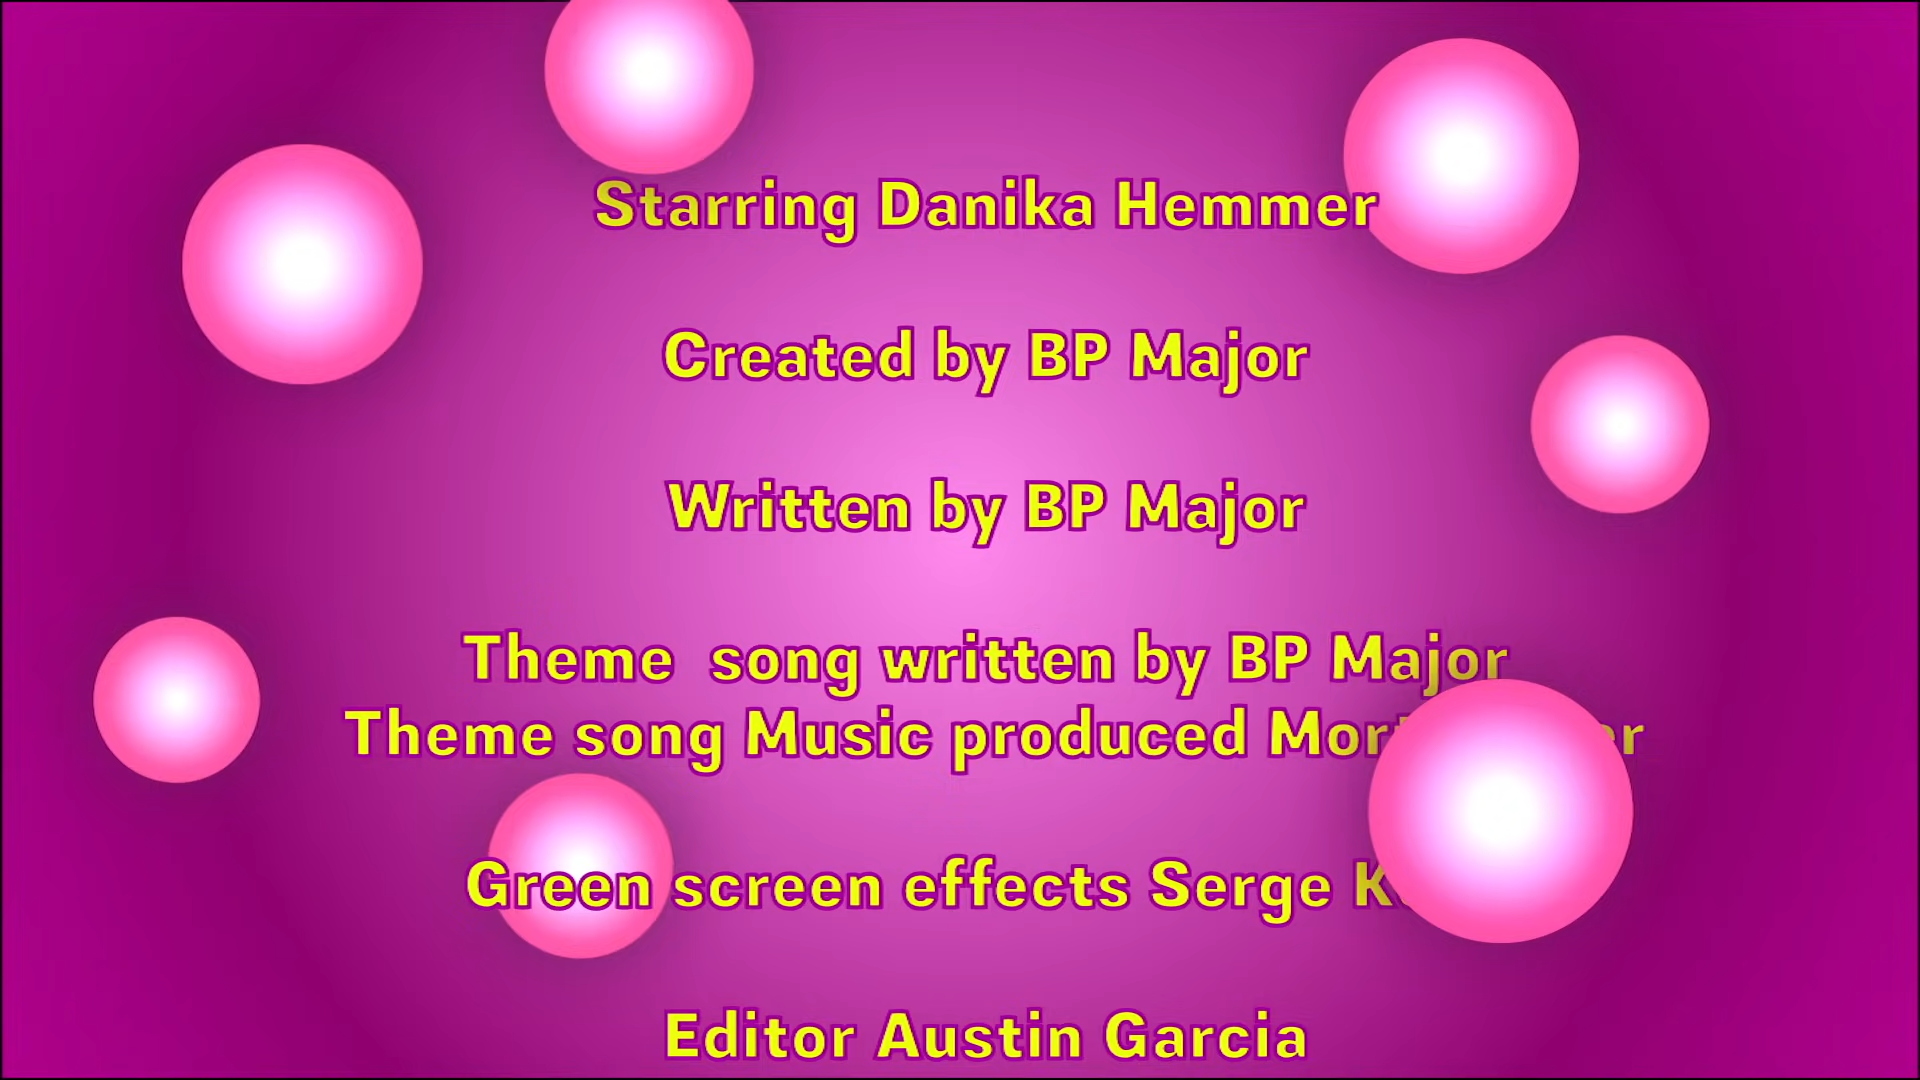 Starring Danika Hemmer
Created by BP Major
Written by BP Major
Theme  song written by BP Major
Theme song Music produced
Green screen effects Serge
Editor Austin Garcia